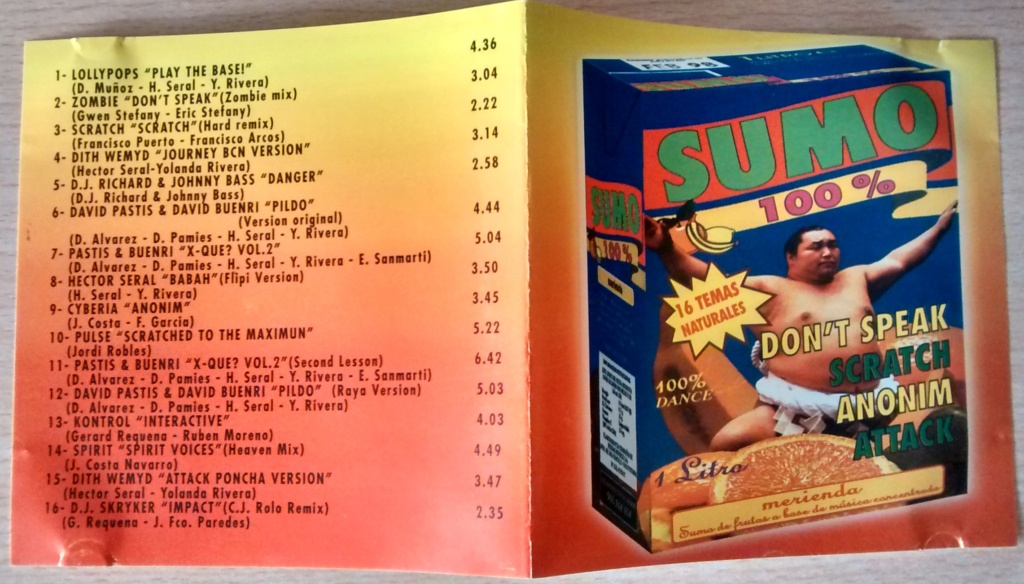 1- LOLLYPOPS "PLAY THE BASE!" 4.36
(D. Muñoz - H. Seral - Y. Rivera)
2- ZOMBIE "DON'T SPEAK"(Zombie mix) 3.04
(Gwen Stefany - Eric Stefany)
3- SCRATCH "SCRATCH"(Hard remix) 2.22
(Francisco Puerto - Francisco Arcos)
4- DITH WEMYD "JOURNEY BCN VERSION" 3.14
(Hector Seral-Yolanda Rivera)
5- D.J. RICHARD & JOHNNY BASS "DANGER" 2.58
(D.J. Richard & Johnny Bass)
6- DAVID PASTIS & DAVID BUENRI "PILDO" 4.44
(Version original)
(D. Alvarez - D. Pamies - H. Seral - Y. Rivera)
7- PASTIS & BUENRI "X-QUE? VOL.2" 5.04
(D. Alvarez - D. Pamies - H. Seral - Y. Rivera - E. Sanmarti)
8- HECTOR SERAL "BABAH"(Flipi Version) 3.50
(H. Seral - Y. Rivera)
9- CYBERIA "ANONIM" 3.45
(J. Costa - F. Garcia)
10- PULSE "SCRATCHED TO THE MAXIMUN" 5.22
(Jordi Robles)
11- PASTIS & BUENRI "X-QUE? VOL.2"(Second Lesson) 6.42
(D. Alvarez - D. Pamies - H. Seral - Y. Rivera - E. Sanmarti)
12- DAVID PASTIS & DAVID BUENRI "PILDO" (Raya Version) 5.03
(D. Alvarez - D. Pamies - H. Seral - Y. Rivera)
13- KONTROL "INTERACTIVE" 4.03
(Gerard Requena - Ruben Moreno)
14- SPIRIT "SPIRIT VOICES"(Heaven Mix) 4.49
(J. Costa Navarro)
15- DITH WEMYD "ATTACK PONCHA VERSION" 3.47
(Hector Seral - Yolanda Rivera)
16- D.J. SKRYKER "IMPACT"(C.J. Rolo Remix) 2.35
(G. Requena - J. Fco. Paredes)
SUMO
100 %
SUMO
100 %
16 TEMAS
NATURALES
DON'T SPEAK
SCRATCH
ANONIM
ATTACK
100%
DANCE
1 Litro
merienda
Sumo de frutas a base de música concentrada